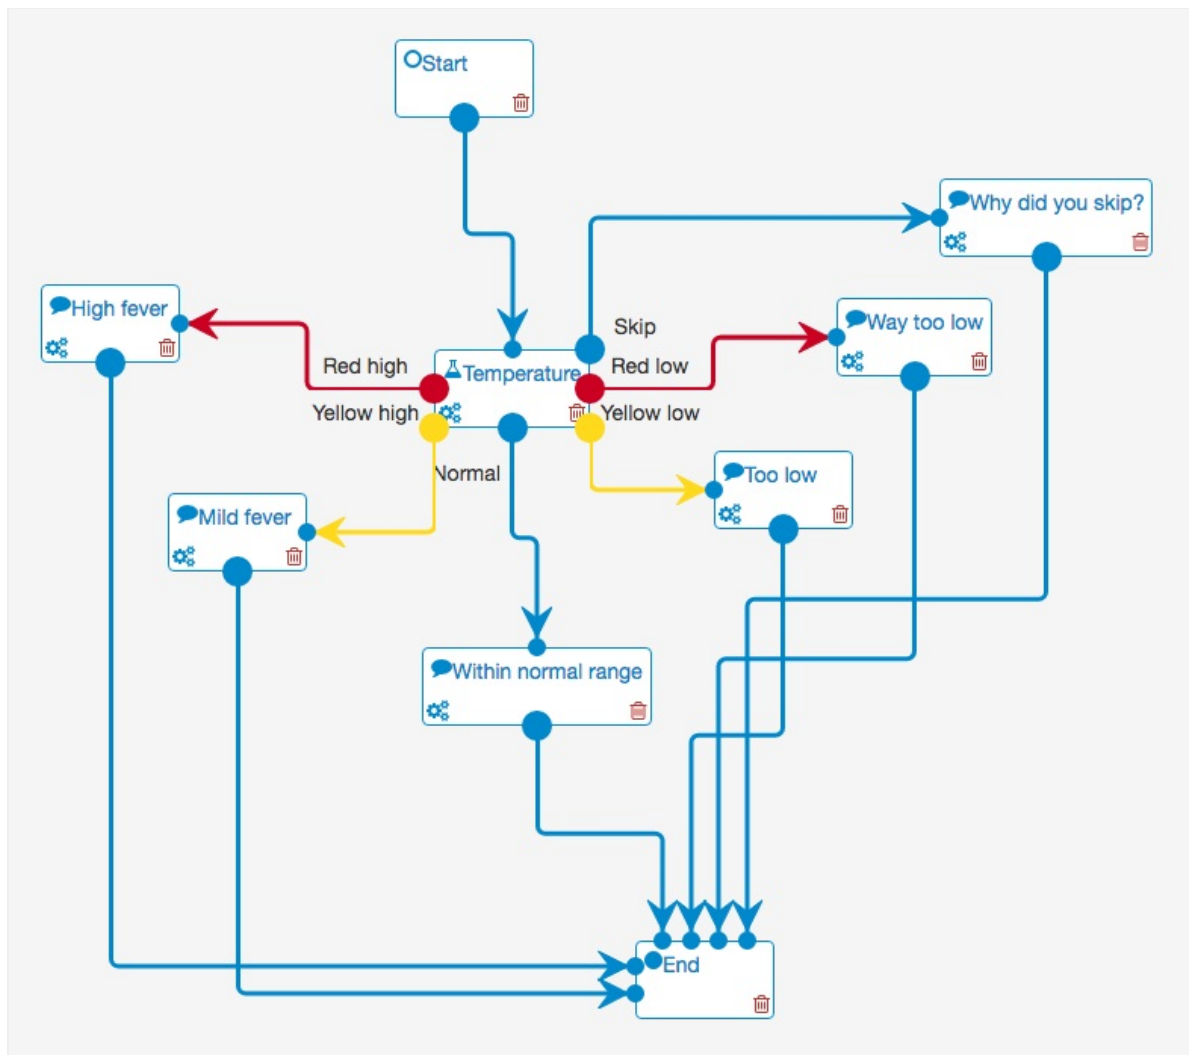 Start
Why did you skip?
High fever
Way too low
Skip
Red high
Red low
Temperature
Yellow high
Yellow low
Normal
Too low
Mild fever
Within normal range
End